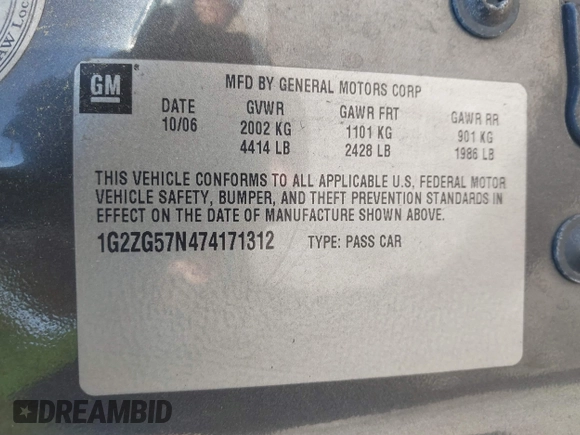 AW Loc
GM
MFD BY GENERAL MOTORS CORP
DATE GVWR GAWR FRT GAWR RR
10/06 2002 KG 1101 KG 901 KG
4414 LB 2428 LB 1986 LB
THIS VEHICLE CONFORMS TO ALL APPLICABLE U.S, FEDERAL MOTOR
VEHICLE SAFETY, BUMPER, AND THEFT PREVENTION STANDARDS IN
EFFECT ON THE DATE OF MANUFACTURE SHOWN ABOVE.
1G2ZG57N474171312 TYPE: PASS CAR
DREAMBID